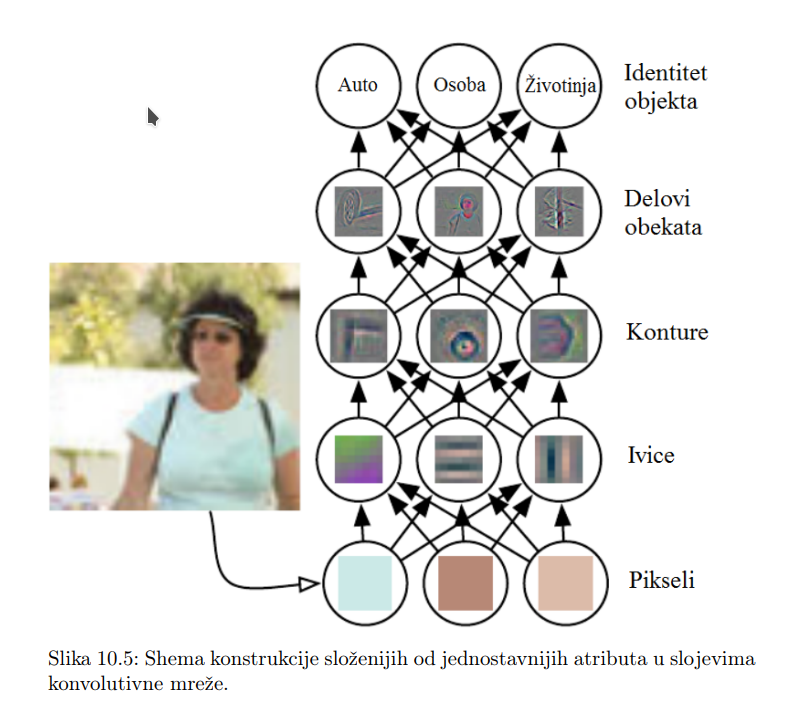 Auto
Osoba
Životinja
Identitet
objekta
Delovi
obekata
Konture
Ivice
Pikseli
Slika 10.5: Shema konstrukcije složenijih od jednostavnijih atributa u slojevima
konvolutivne mreže.